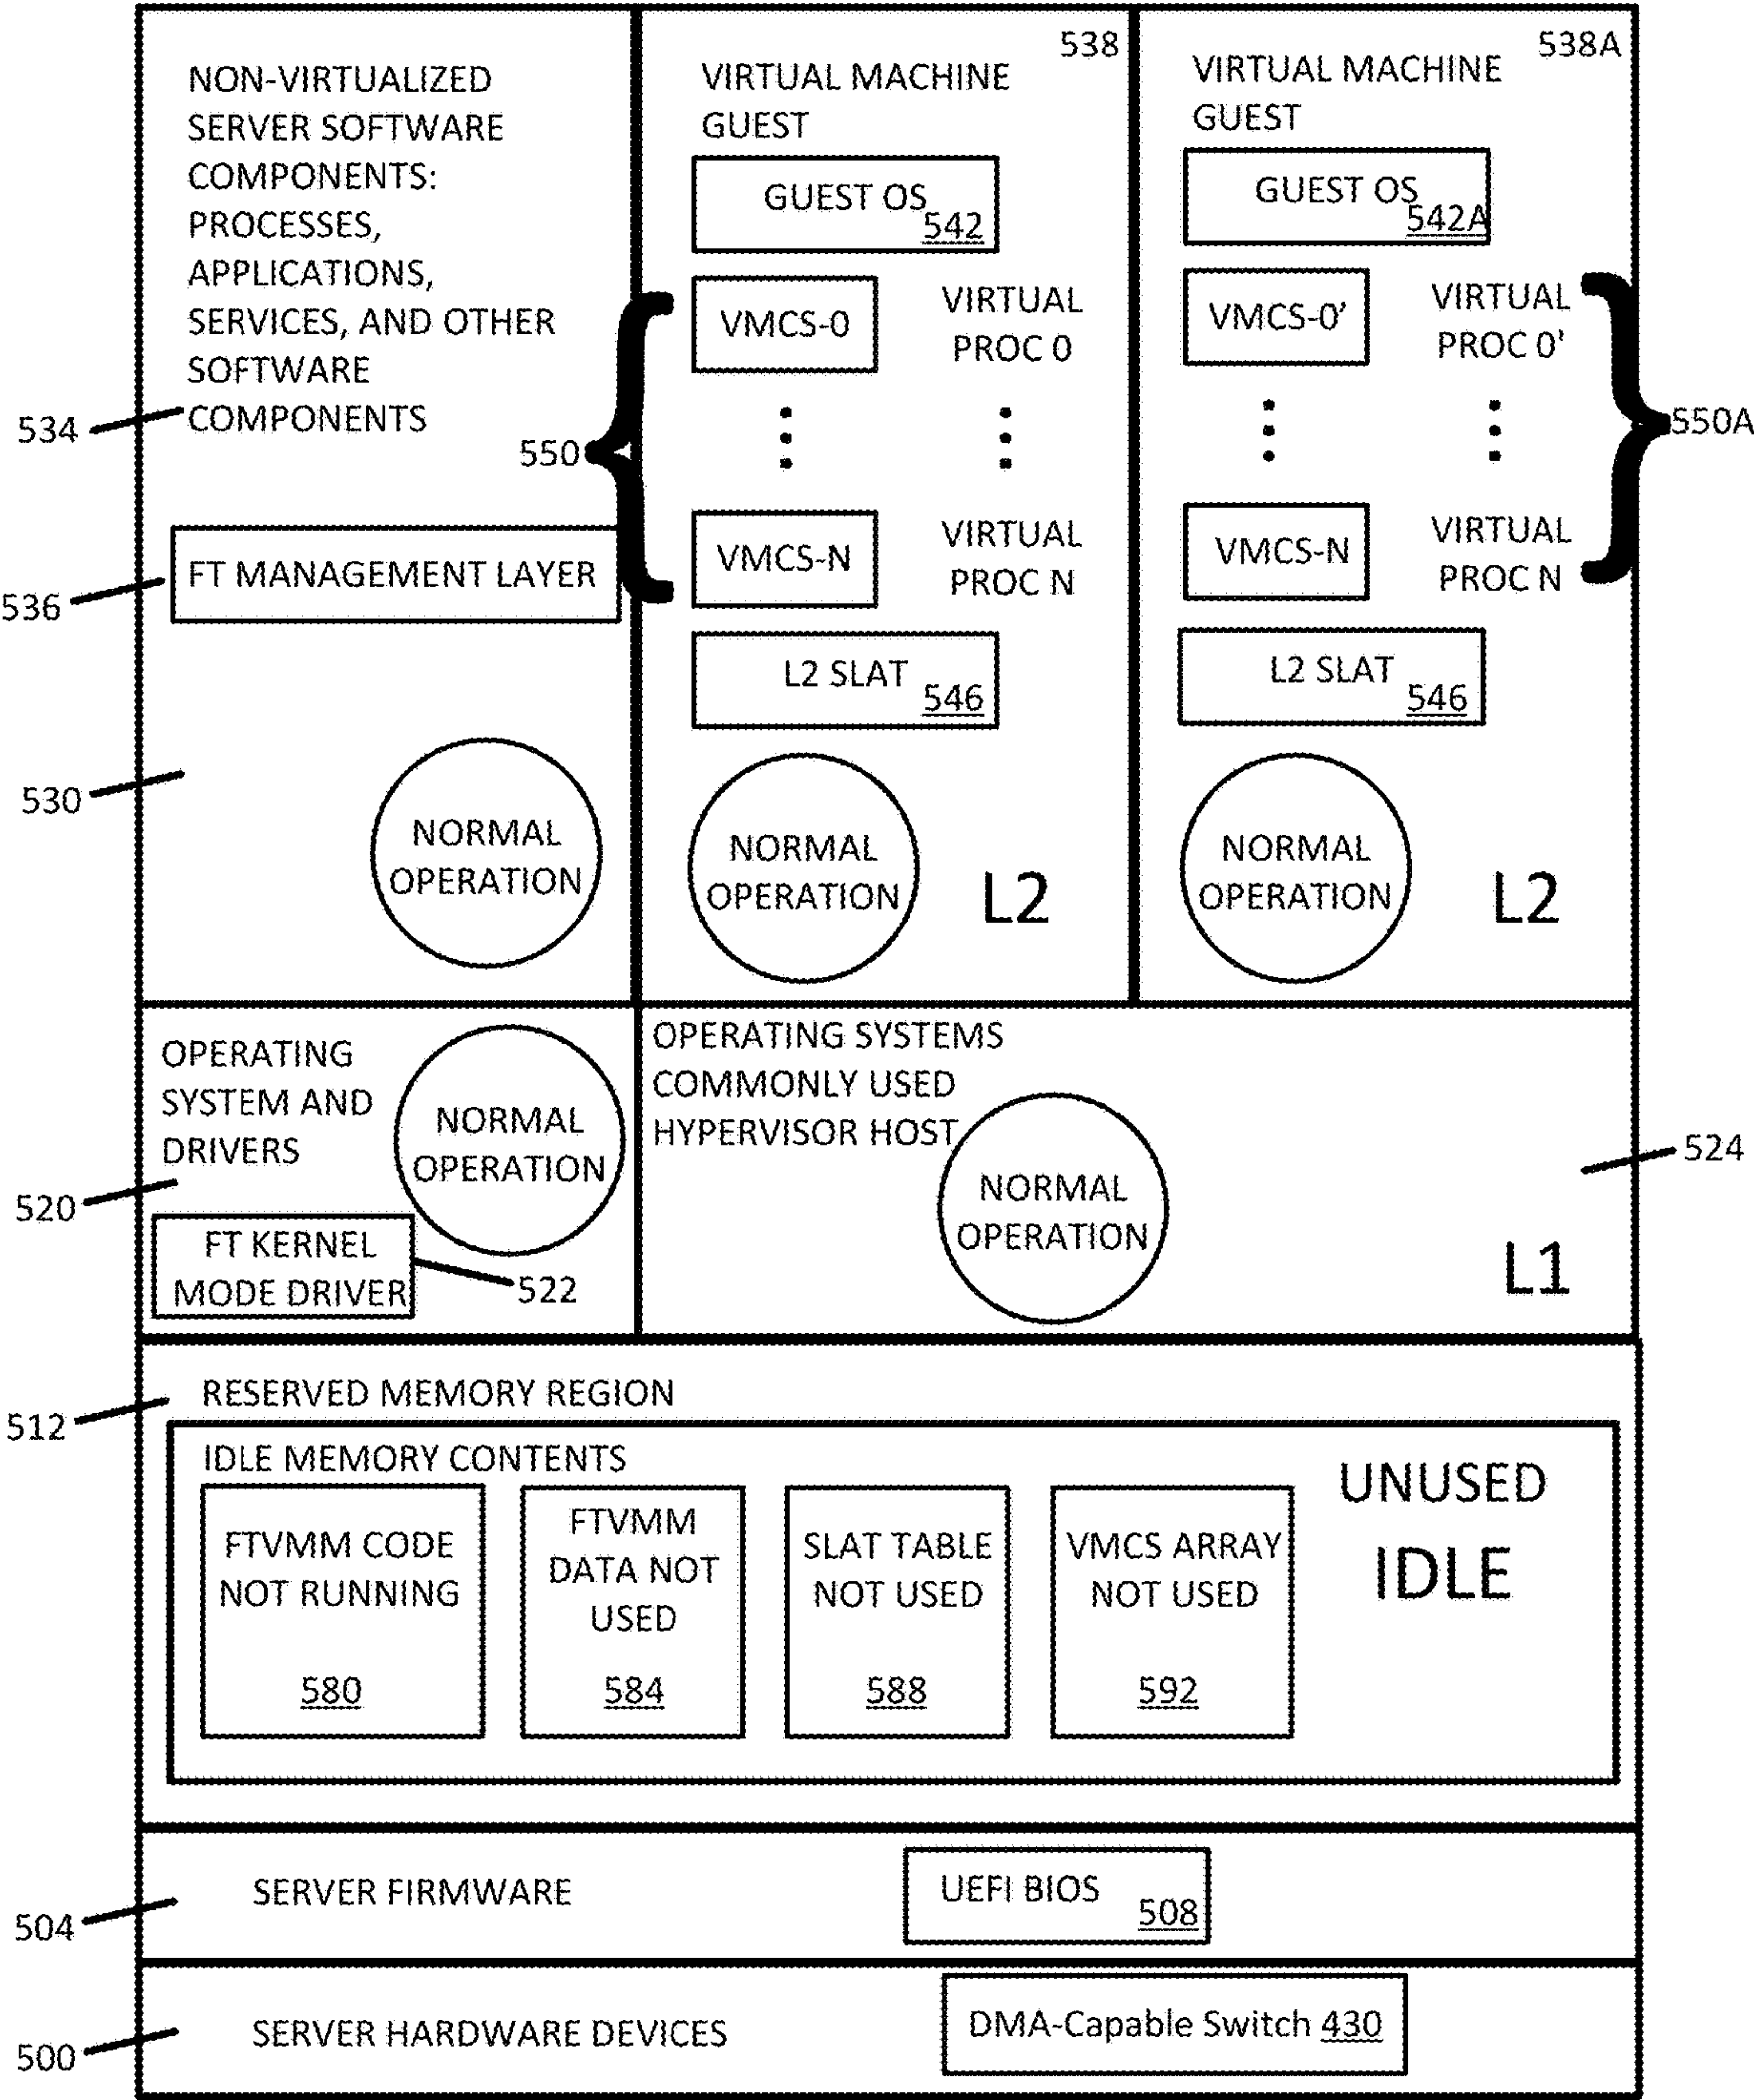 NON-VIRTUALIZED
SERVER SOFTWARE
COMPONENTS:
PROCESSES,
APPLICATIONS,
SERVICES, AND OTHER
SOFTWARE
COMPONENTS
534
FT MANAGEMENT LAYER
536
530
NORMAL
OPERATION
538
VIRTUAL MACHINE
GUEST
GUEST OS
542
550
VMCS-0
VIRTUAL
PROC 0
VMCS-N
VIRTUAL
PROC N
L2 SLAT
546
NORMAL
OPERATION
L2
538A
VIRTUAL MACHINE
GUEST
GUEST OS
542A
VMCS-0'
VIRTUAL
PROC 0'
550A
VMCS-N
VIRTUAL
PROC N
L2 SLAT
546
NORMAL
OPERATION
L2
OPERATING
SYSTEM AND
DRIVERS
NORMAL
OPERATION
520
FT KERNEL
MODE DRIVER
522
OPERATING SYSTEMS
COMMONLY USED
HYPERVISOR HOST
NORMAL
OPERATION
524
L1
512
RESERVED MEMORY REGION
IDLE MEMORY CONTENTS
FTVMM CODE
NOT RUNNING
580
FTVMM
DATA NOT
USED
584
SLAT TABLE
NOT USED
588
VMCS ARRAY
NOT USED
592
UNUSED
IDLE
504
SERVER FIRMWARE
UEFI BIOS
508
500
SERVER HARDWARE DEVICES
DMA-Capable Switch 430